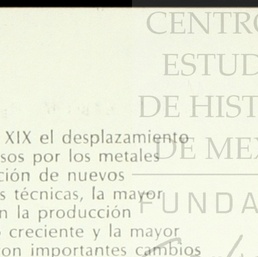 CENTRO
ESTUD
DE HIST
DE MEX
FUNDA
XIX el desplazamiento
sos por los metales
ción de nuevos
s técnicas, la mayor
n la producción
creciente y la mayor
on importantes cambios